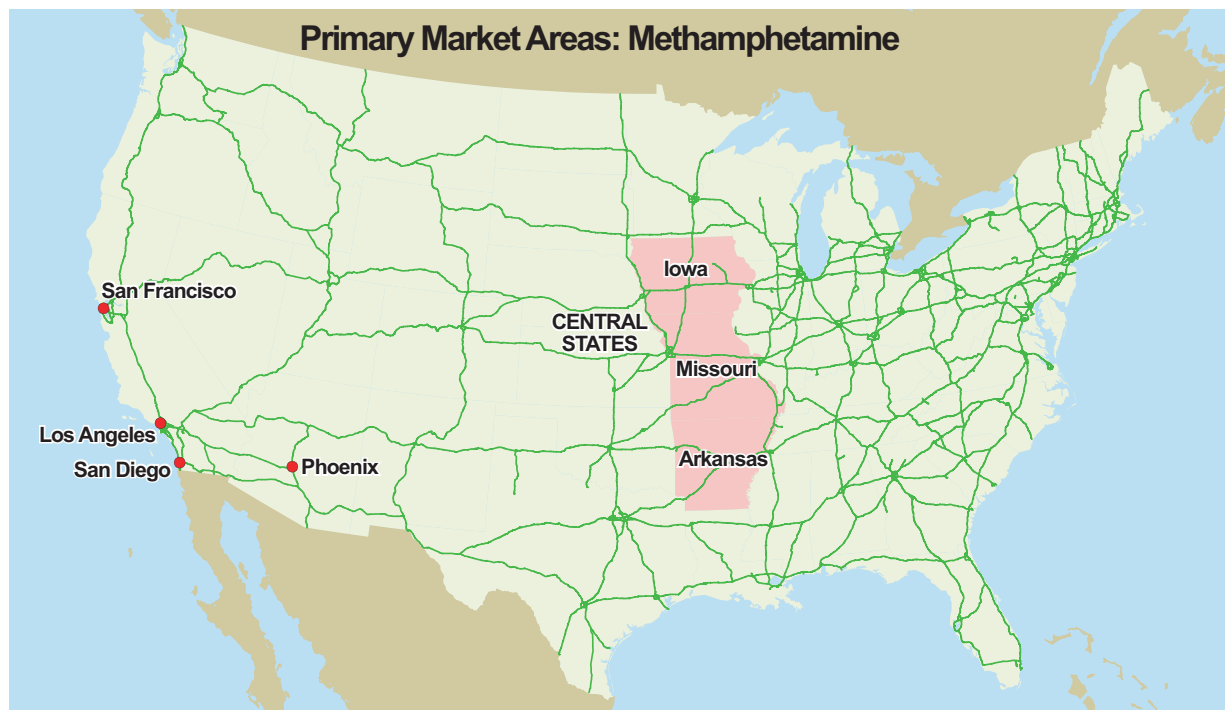 Primary Market Areas: Methamphetamine
Iowa
San Francisco
CENTRAL
STATES
Missouri
Los Angeles
Arkansas
San Diego
Phoenix